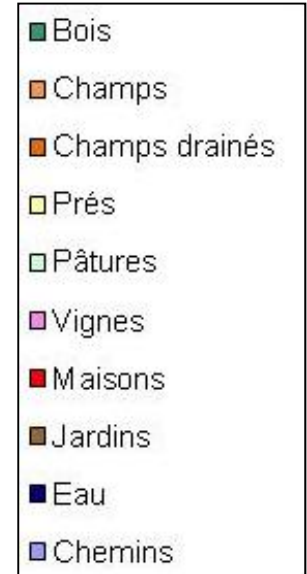 Bois
Champs
Champs drainés
Prés
Pâtures
Vignes
Maisons
Jardins
Eau
Chemins